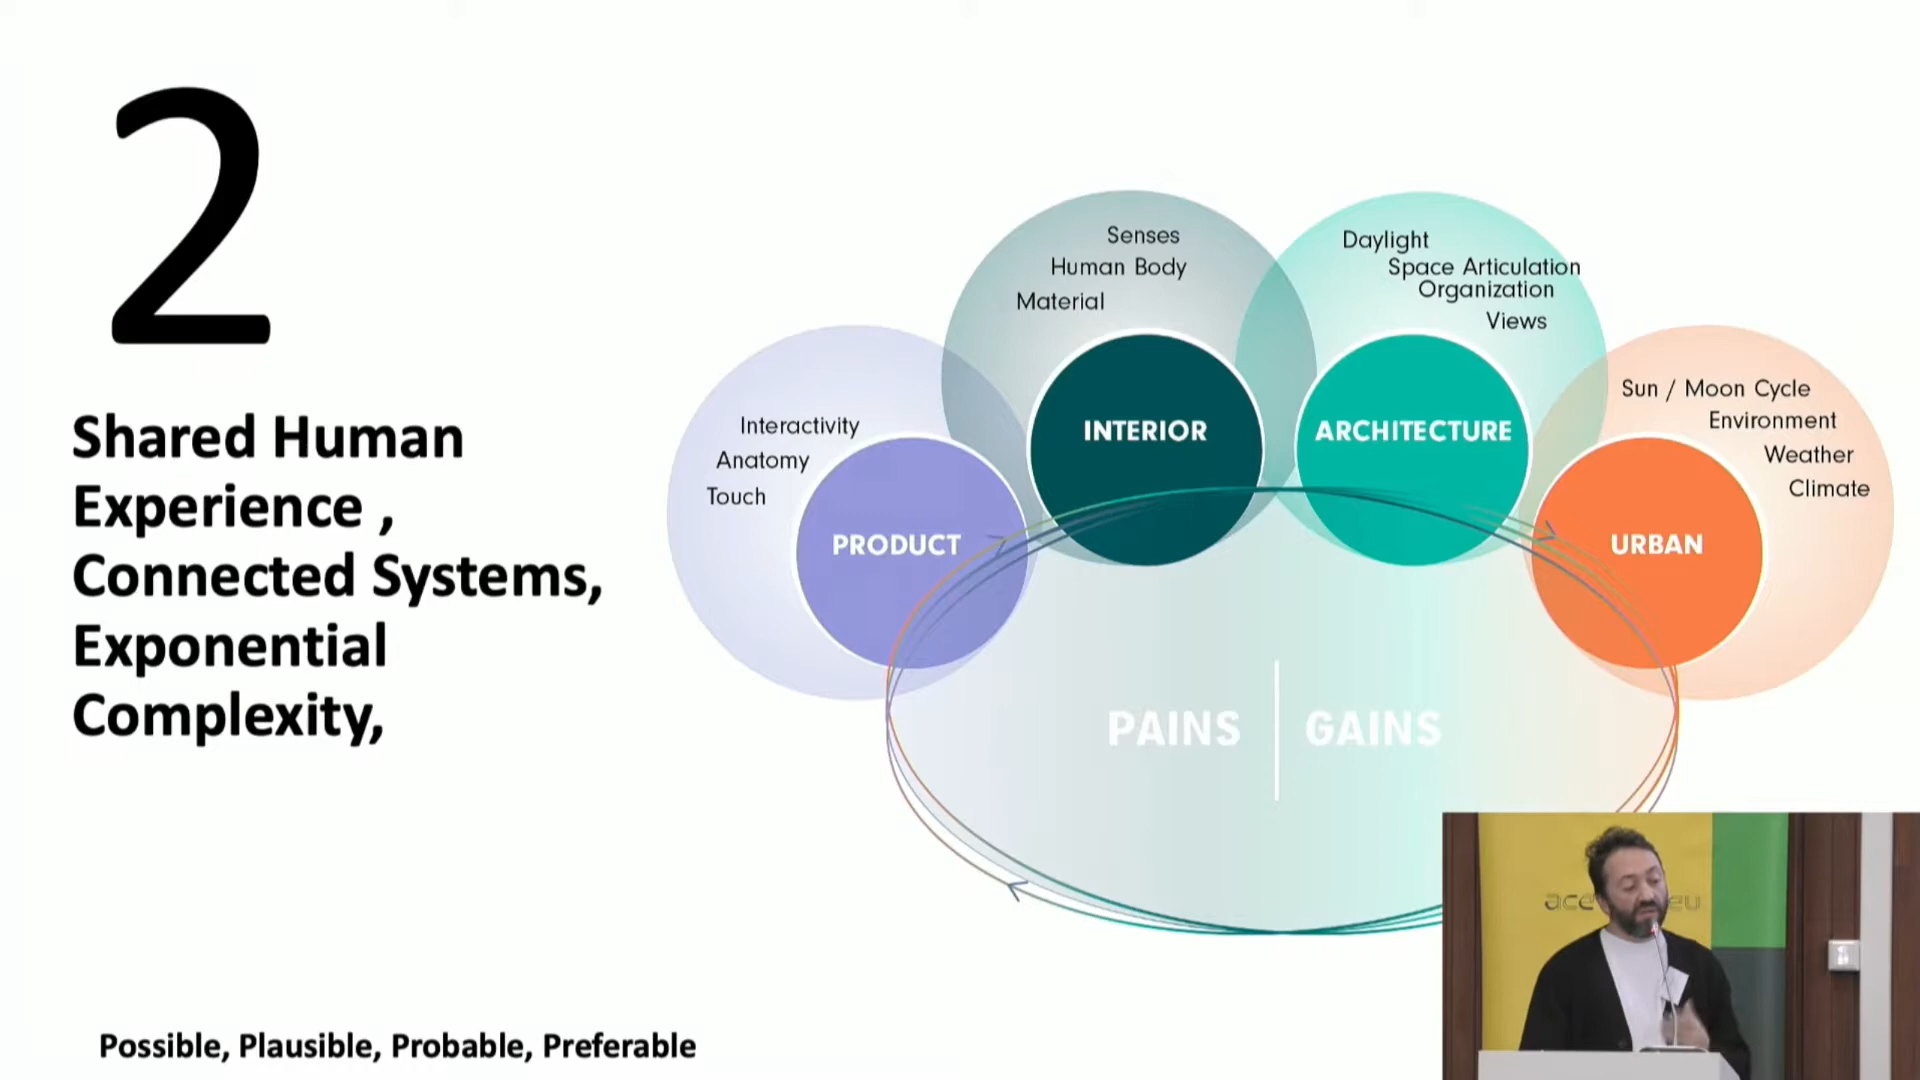 2
Shared Human
Experience ,
Connected Systems,
Exponential
Complexity,
Possible, Plausible, Probable, Preferable
Interactivity
Anatomy
Touch
PRODUCT
Senses
Human Body
Material
INTERIOR
Daylight
Space Articulation
Organization
Views
ARCHITECTURE
Sun / Moon Cycle
Environment
Weather
Climate
URBAN
PAINS | GAINS